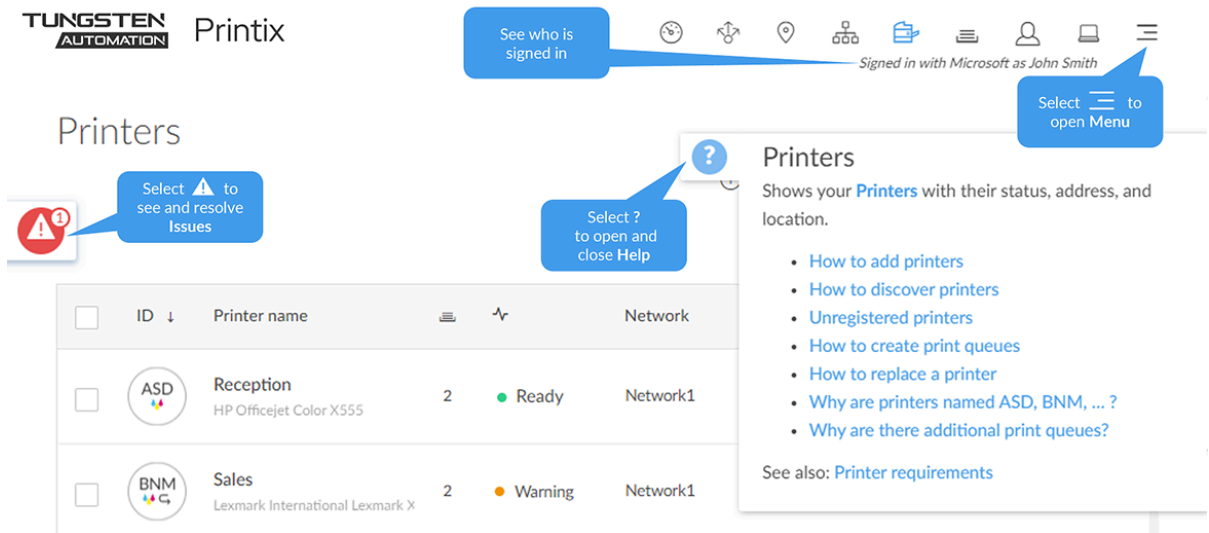 TUNGSTEN
AUTOMATION
Printix
See who is
signed in
Signed in with Microsoft as John Smith
Select to
open Menu
Printers
Select to
see and resolve
Issues
1
?
Select ?
to open and
close Help
Printers
Shows your Printers with their status, address, and
location.
• How to add printers
• How to discover printers
• Unregistered printers
• How to create print queues
• How to replace a printer
• Why are printers named ASD, BNM, ... ?
• Why are there additional print queues?
See also: Printer requirements
ID ↓ Printer name Network
ASD Reception 2 Ready Network1
HP Officejet Color X555
BNM Sales 2 Warning Network1
Lexmark International Lexmark X